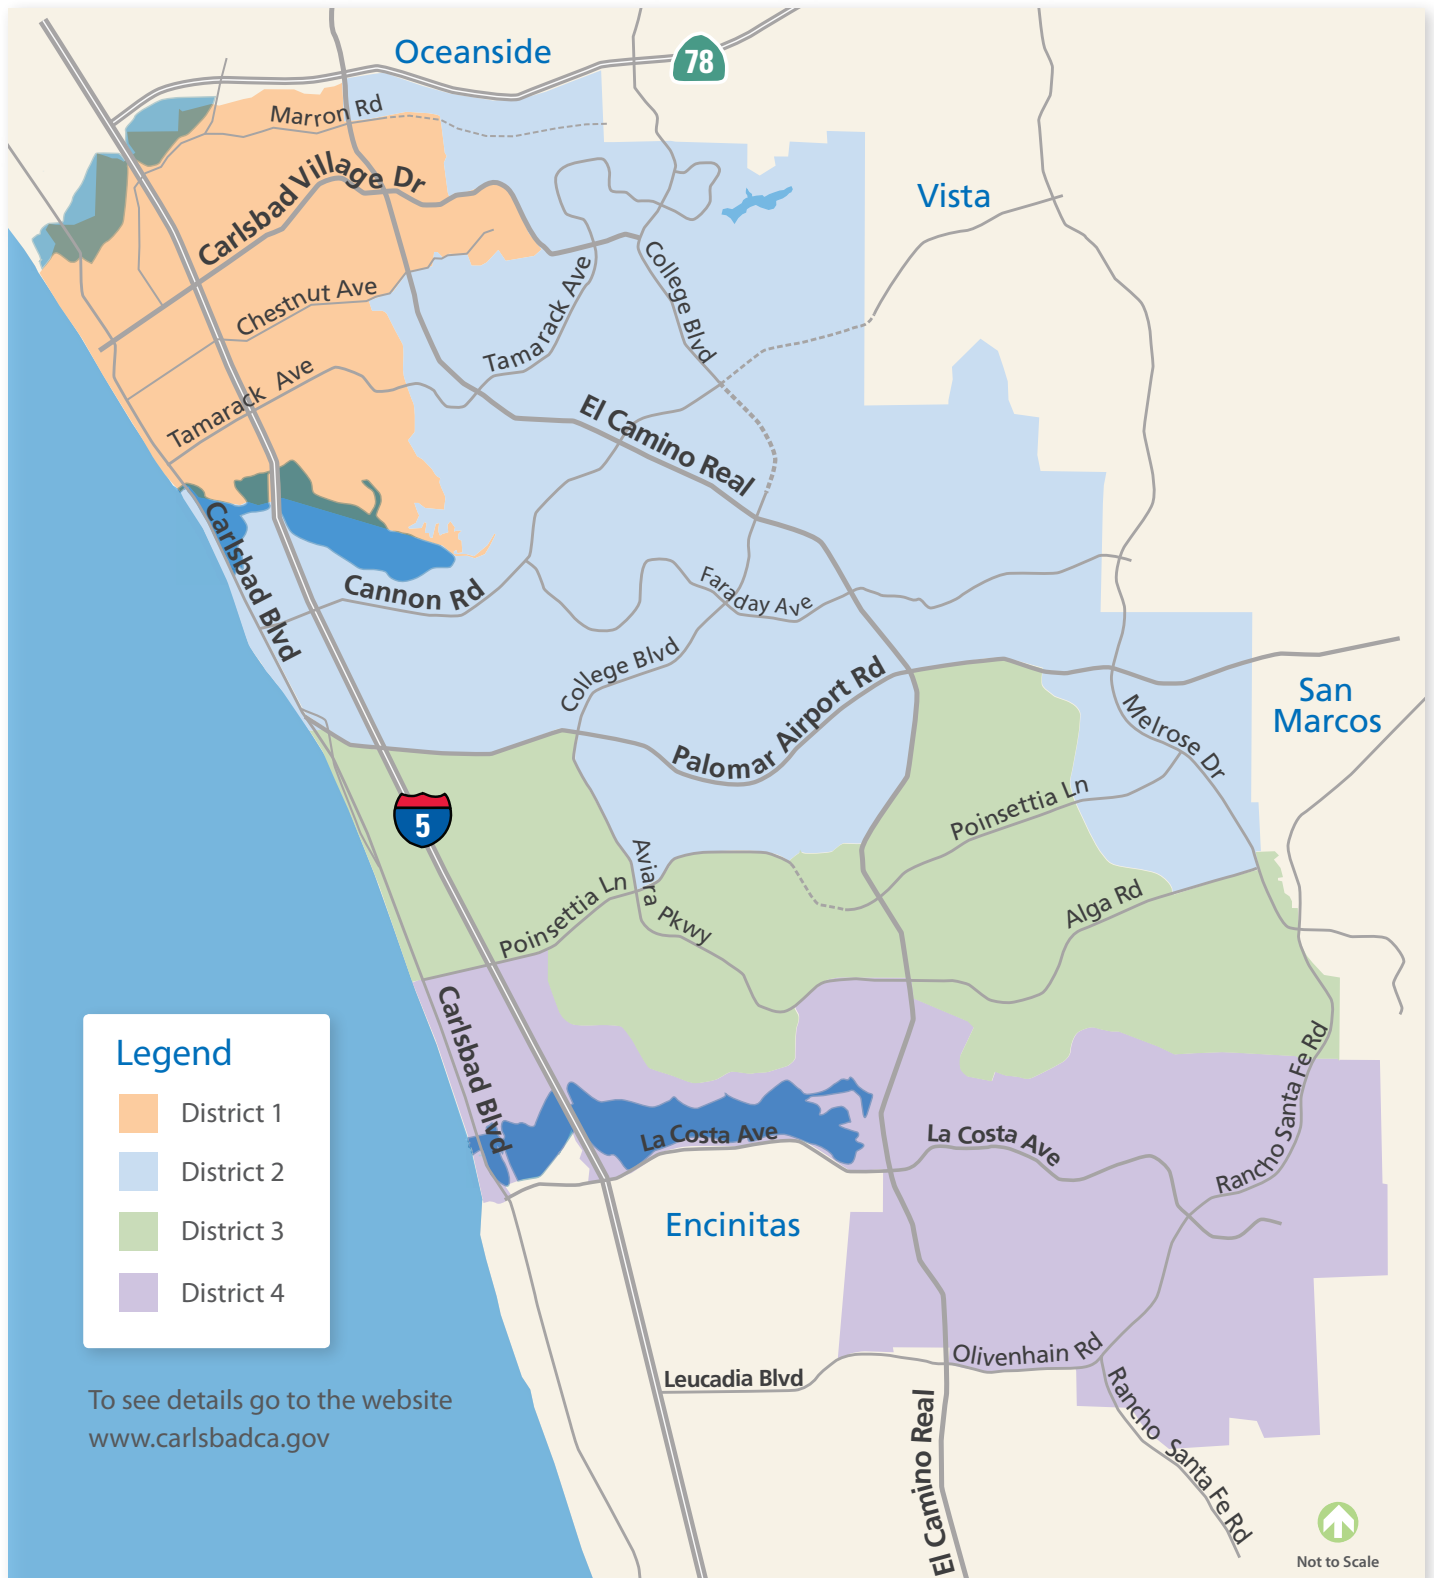 Oceanside
78
Marron Rd
Carlsbad Village Dr
Vista
Chestnut Ave
Tamarack Ave
College Blvd
Tamarack Ave
El Camino Real
Carlsbad Blvd
Cannon Rd
Faraday Ave
College Blvd
Palomar Airport Rd
San
Marcos
Melrose Dr
5
Poinsettia Ln
Aviara Pkwy
Poinsettia Ln
Alga Rd
Carlsbad Blvd
Rancho Santa Fe Rd
La Costa Ave
La Costa Ave
Encinitas
Legend
District 1
District 2
District 3
District 4
Olivenhain Rd
Leucadia Blvd
Rancho Santa Fe Rd
El Camino Real
To see details go to the website
www.carlsbadca.gov
Not to Scale